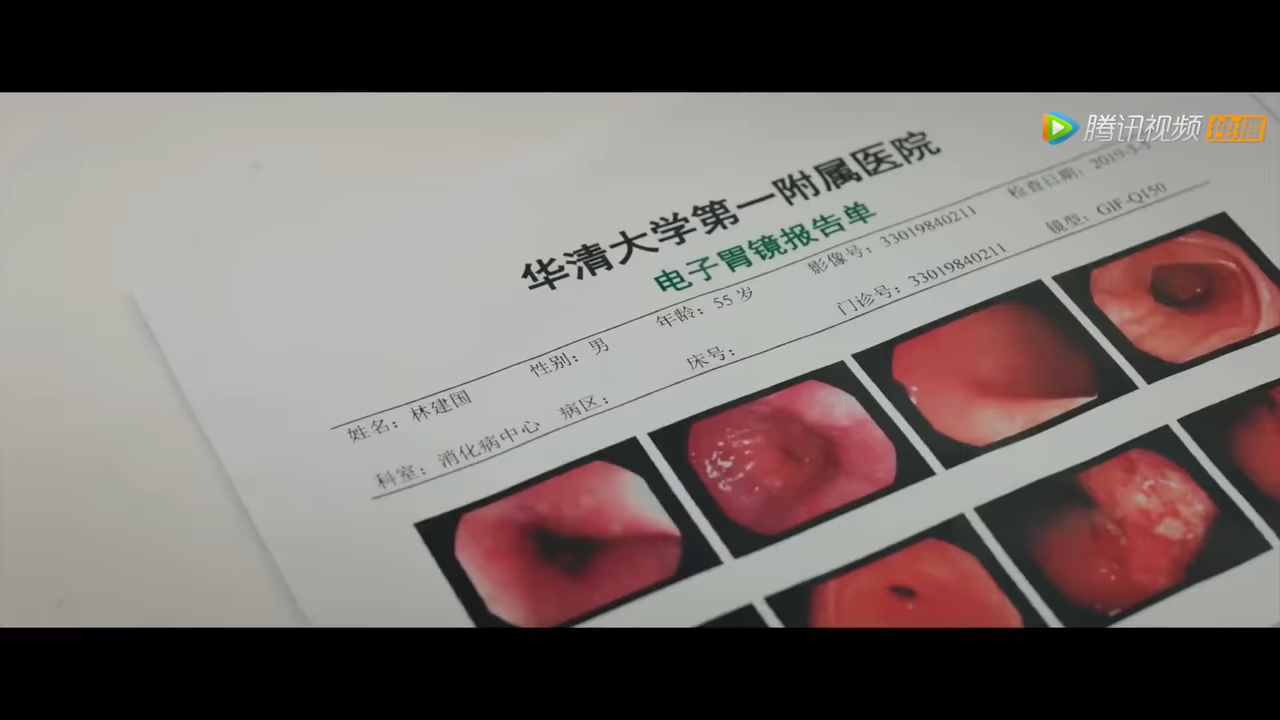 腾讯视频 独播
华清大学第一附属医院
电子胃镜报告单
姓名：林建国 性别：男 年龄：55 岁 影像号：33019840211 检查日期：
科室：消化病中心 病区： 床号： 门诊号：33019840211 镜型：GIF-Q150